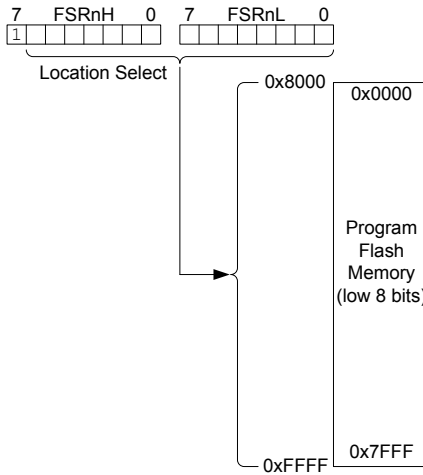 7 FSRnH 0 7 FSRnL 0
1
Location Select
0x8000
0x0000
Program
Flash
Memory
(low 8 bits)
0x7FFF
0xFFFF